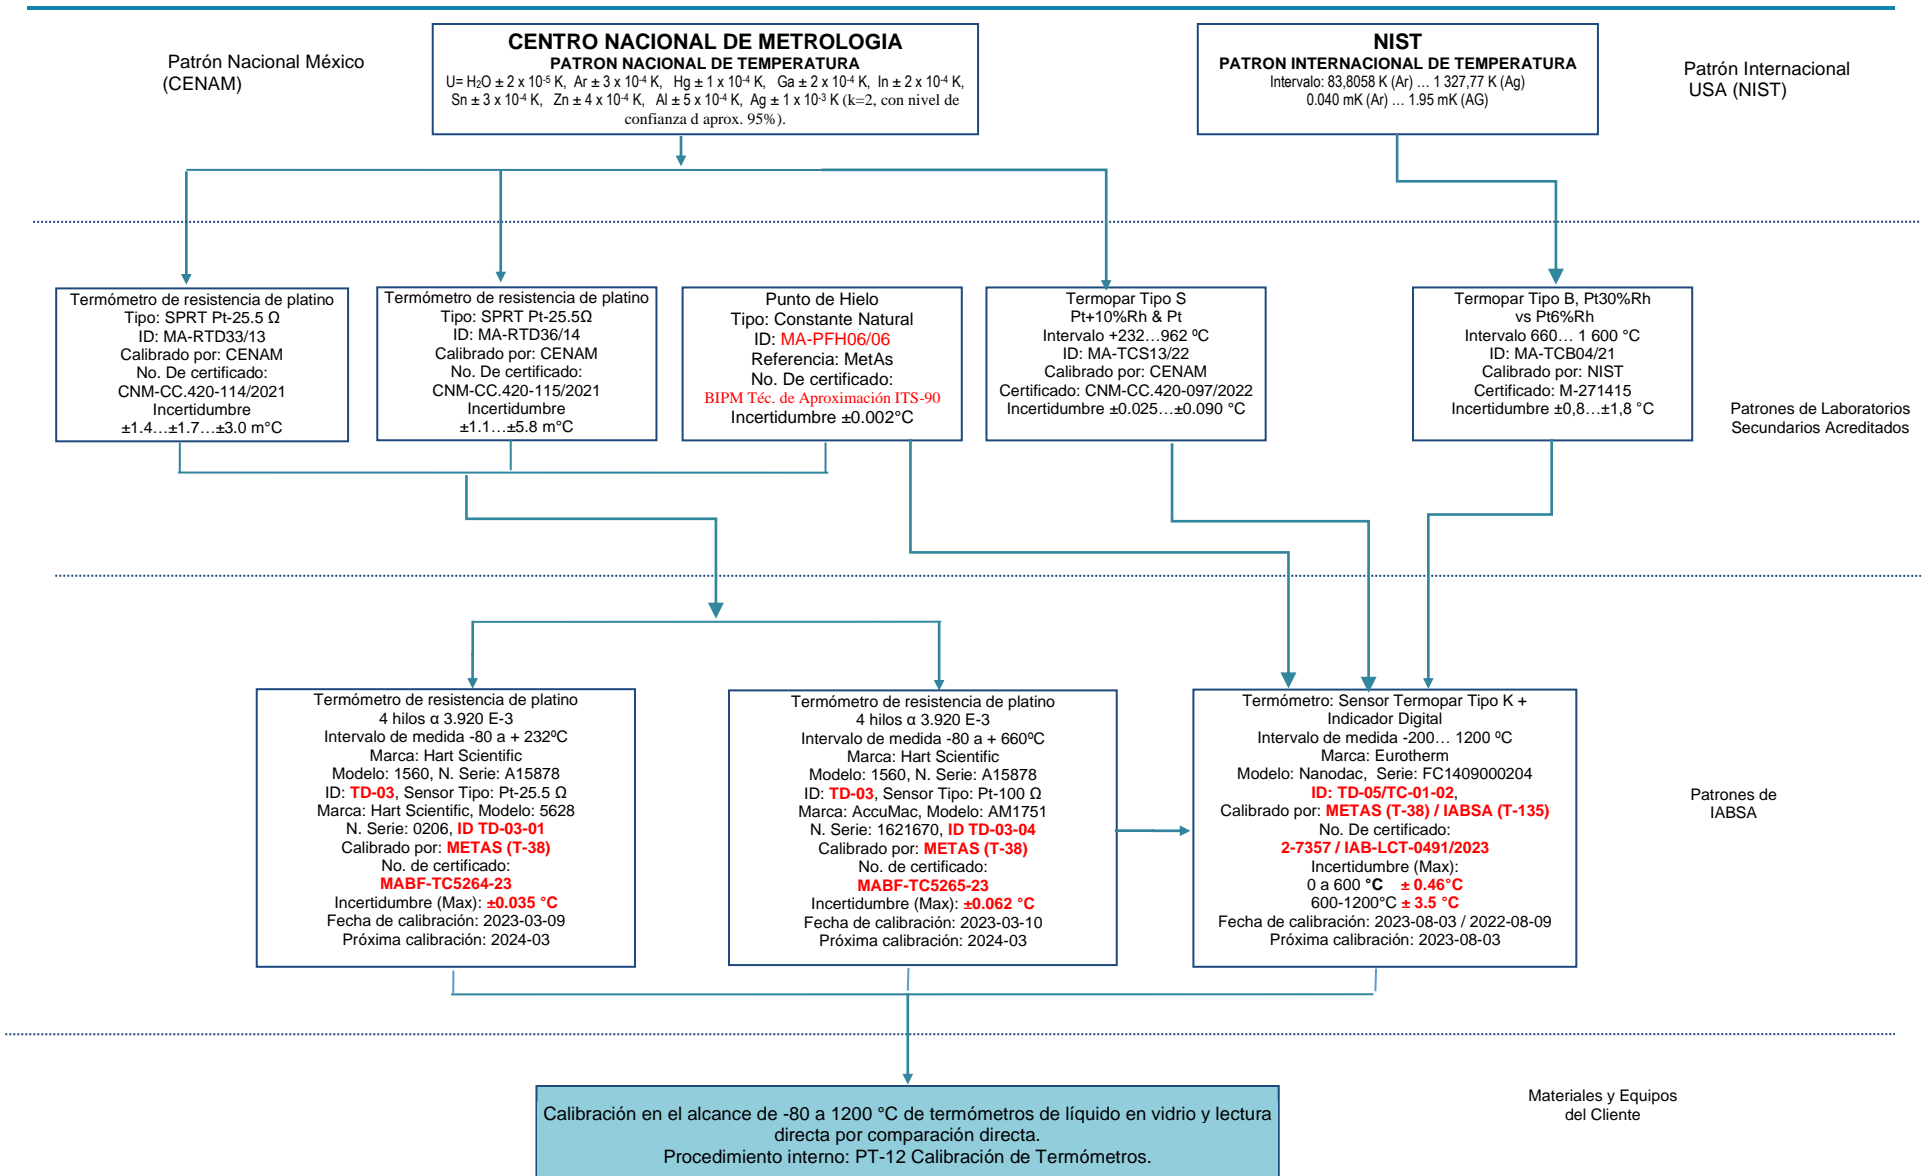 Patrón Nacional México
(CENAM)
CENTRO NACIONAL DE METROLOGIA
PATRON NACIONAL DE TEMPERATURA
U= H₂O ± 2 x 10⁻⁵ K, Ar ± 3 x 10⁻⁴ K, Hg ± 1 x 10⁻⁴ K, Ga ± 2 x 10⁻⁴ K, In ± 2 x 10⁻⁴ K,
Sn ± 3 x 10⁻⁴ K, Zn ± 4 x 10⁻⁴ K, Al ± 5 x 10⁻⁴ K, Ag ± 1 x 10⁻³ K (k=2, con nivel de
confianza d aprox. 95%).
NIST
PATRON INTERNACIONAL DE TEMPERATURA
Intervalo: 83,8058 K (Ar) … 1 327,77 K (Ag)
0.040 mK (Ar) … 1.95 mK (AG)
Patrón Internacional
USA (NIST)
Termómetro de resistencia de platino
Tipo: SPRT Pt-25.5 Ω
ID: MA-RTD33/13
Calibrado por: CENAM
No. De certificado:
CNM-CC.420-114/2021
Incertidumbre
±1.4…±1.7…±3.0 m°C
Termómetro de resistencia de platino
Tipo: SPRT Pt-25.5Ω
ID: MA-RTD36/14
Calibrado por: CENAM
No. De certificado:
CNM-CC.420-115/2021
Incertidumbre
±1.1…±5.8 m°C
Punto de Hielo
Tipo: Constante Natural
ID: MA-PFH06/06
Referencia: MetAs
No. De certificado:
BIPM Téc. de Aproximación ITS-90
Incertidumbre ±0.002°C
Termopar Tipo S
Pt+10%Rh & Pt
Intervalo +232…962 ºC
ID: MA-TCS13/22
Calibrado por: CENAM
Certificado: CNM-CC.420-097/2022
Incertidumbre ±0.025…±0.090 °C
Termopar Tipo B, Pt30%Rh
vs Pt6%Rh
Intervalo 660… 1 600 °C
ID: MA-TCB04/21
Calibrado por: NIST
Certificado: M-271415
Incertidumbre ±0,8…±1,8 °C
Patrones de Laboratorios
Secundarios Acreditados
Termómetro de resistencia de platino
4 hilos α 3.920 E-3
Intervalo de medida -80 a + 232ºC
Marca: Hart Scientific
Modelo: 1560, N. Serie: A15878
ID: TD-03, Sensor Tipo: Pt-25.5 Ω
Marca: Hart Scientific, Modelo: 5628
N. Serie: 0206, ID TD-03-01
Calibrado por: METAS (T-38)
No. de certificado:
MABF-TC5264-23
Incertidumbre (Max): ±0.035 °C
Fecha de calibración: 2023-03-09
Próxima calibración: 2024-03
Termómetro de resistencia de platino
4 hilos α 3.920 E-3
Intervalo de medida -80 a + 660ºC
Marca: Hart Scientific
Modelo: 1560, N. Serie: A15878
ID: TD-03, Sensor Tipo: Pt-100 Ω
Marca: AccuMac, Modelo: AM1751
N. Serie: 1621670, ID TD-03-04
Calibrado por: METAS (T-38)
No. de certificado:
MABF-TC5265-23
Incertidumbre (Max): ±0.062 °C
Fecha de calibración: 2023-03-10
Próxima calibración: 2024-03
Termómetro: Sensor Termopar Tipo K +
Indicador Digital
Intervalo de medida -200… 1200 ºC
Marca: Eurotherm
Modelo: Nanodac, Serie: FC1409000204
ID: TD-05/TC-01-02,
Calibrado por: METAS (T-38) / IABSA (T-135)
No. De certificado:
2-7357 / IAB-LCT-0491/2023
Incertidumbre (Max):
0 a 600 °C ± 0.46°C
600-1200°C ± 3.5 °C
Fecha de calibración: 2023-08-03 / 2022-08-09
Próxima calibración: 2023-08-03
Patrones de
IABSA
Calibración en el alcance de -80 a 1200 °C de termómetros de líquido en vidrio y lectura
directa por comparación directa.
Procedimiento interno: PT-12 Calibración de Termómetros.
Materiales y Equipos
del Cliente